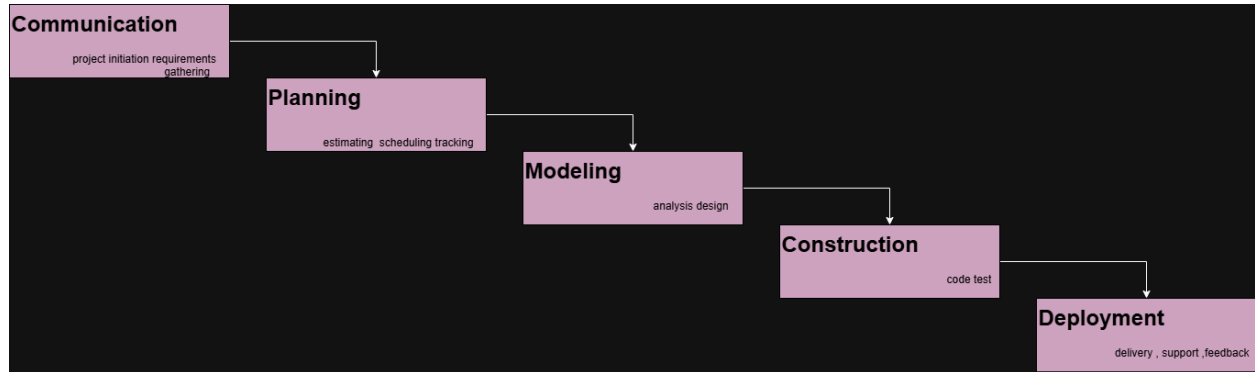 Communication
project initiation requirements
gathering
Planning
estimating  scheduling tracking
Modeling
analysis design
Construction
code test
Deployment
delivery , support ,feedback